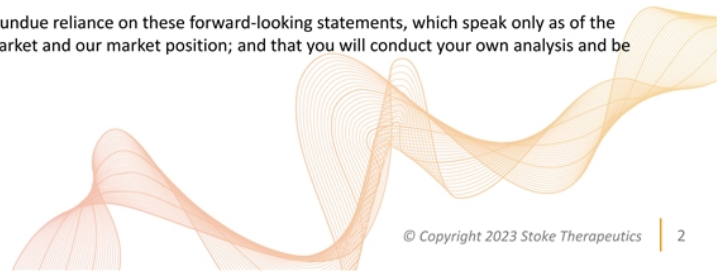 undue reliance on these forward-looking statements, which speak only as of the
arket and our market position; and that you will conduct your own analysis and be
© Copyright 2023 Stoke Therapeutics 2